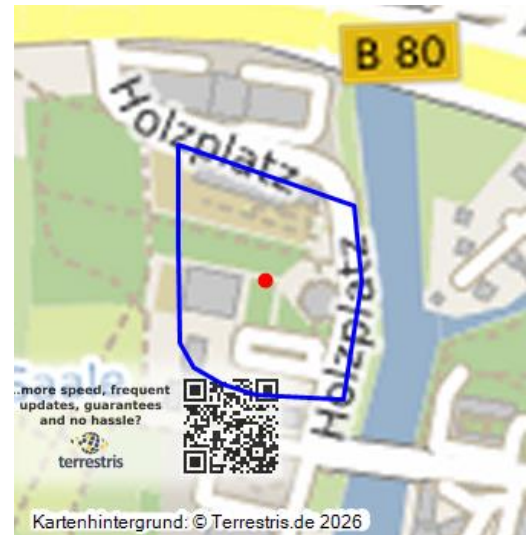 B 80
Holzplatz
Holzplatz
Saale
...more speed, frequent
updates, guarantees
and no hassle?
terrestris
Kartenhintergrund: © Terrestris.de 2026